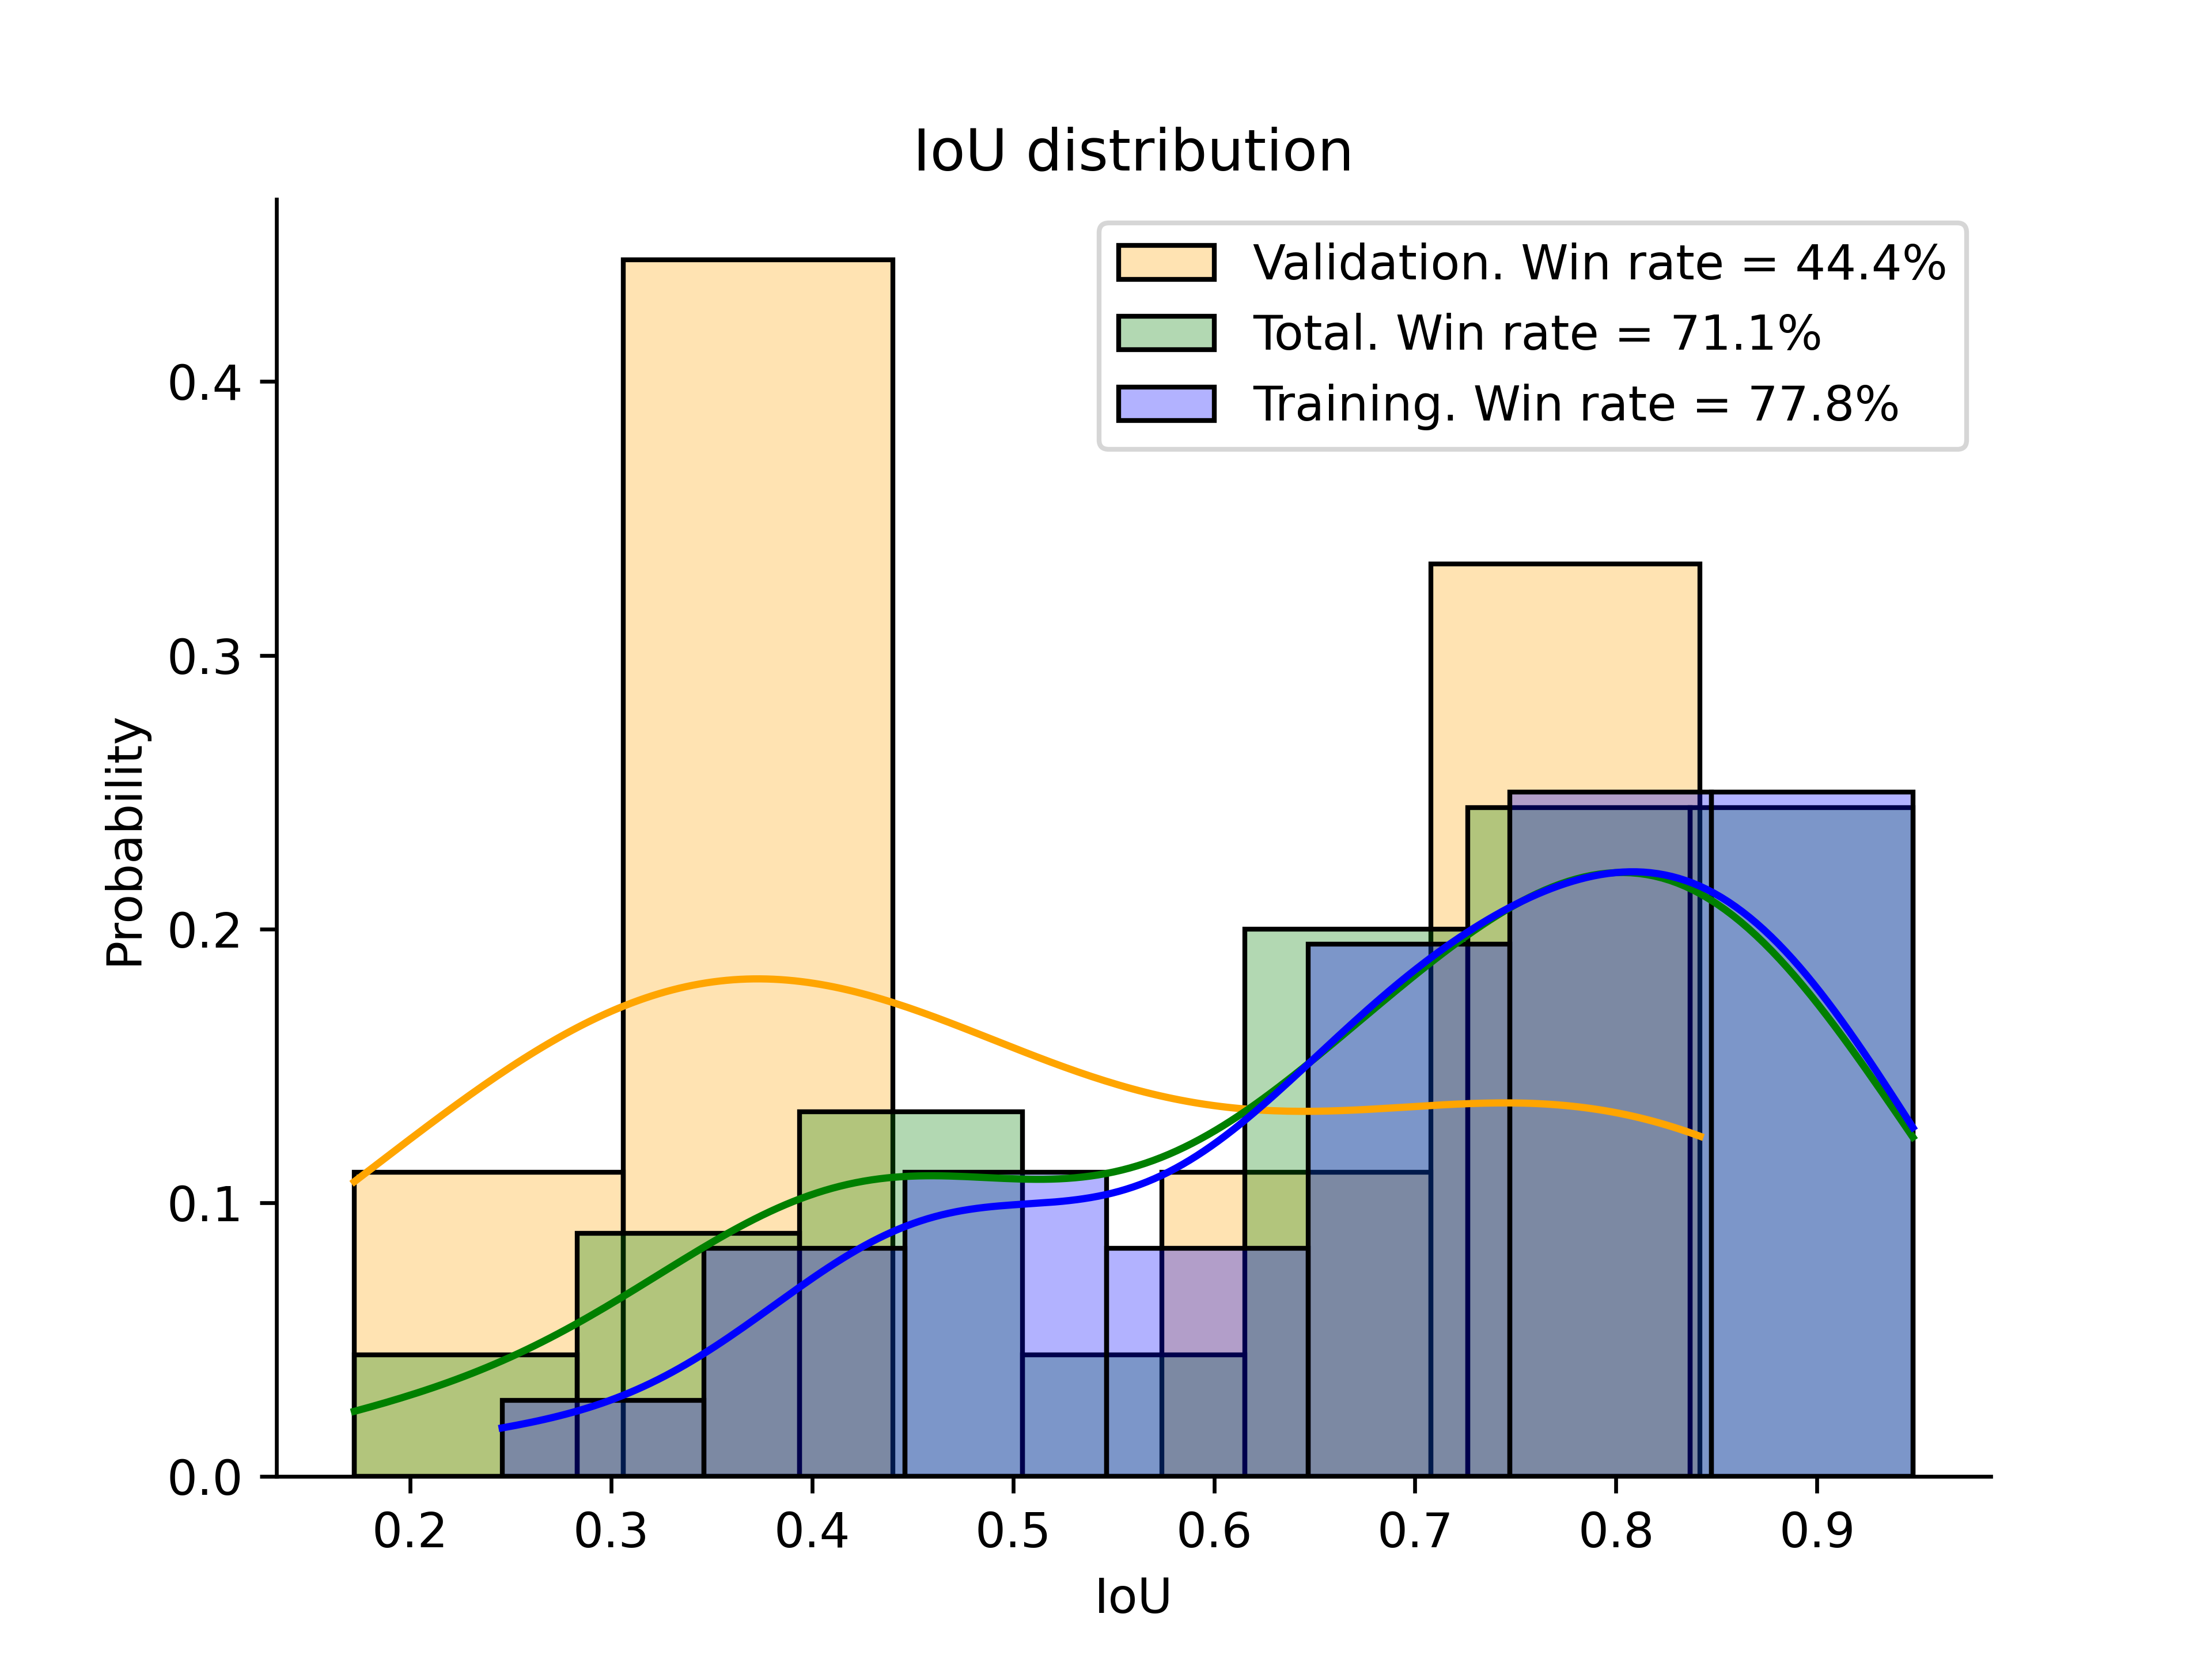 IoU distribution
Validation. Win rate = 44.4%
Total. Win rate = 71.1%
Training. Win rate = 77.8%
Probability
0.4
0.3
0.2
0.1
0.0
0.2 0.3 0.4 0.5 0.6 0.7 0.8 0.9
IoU